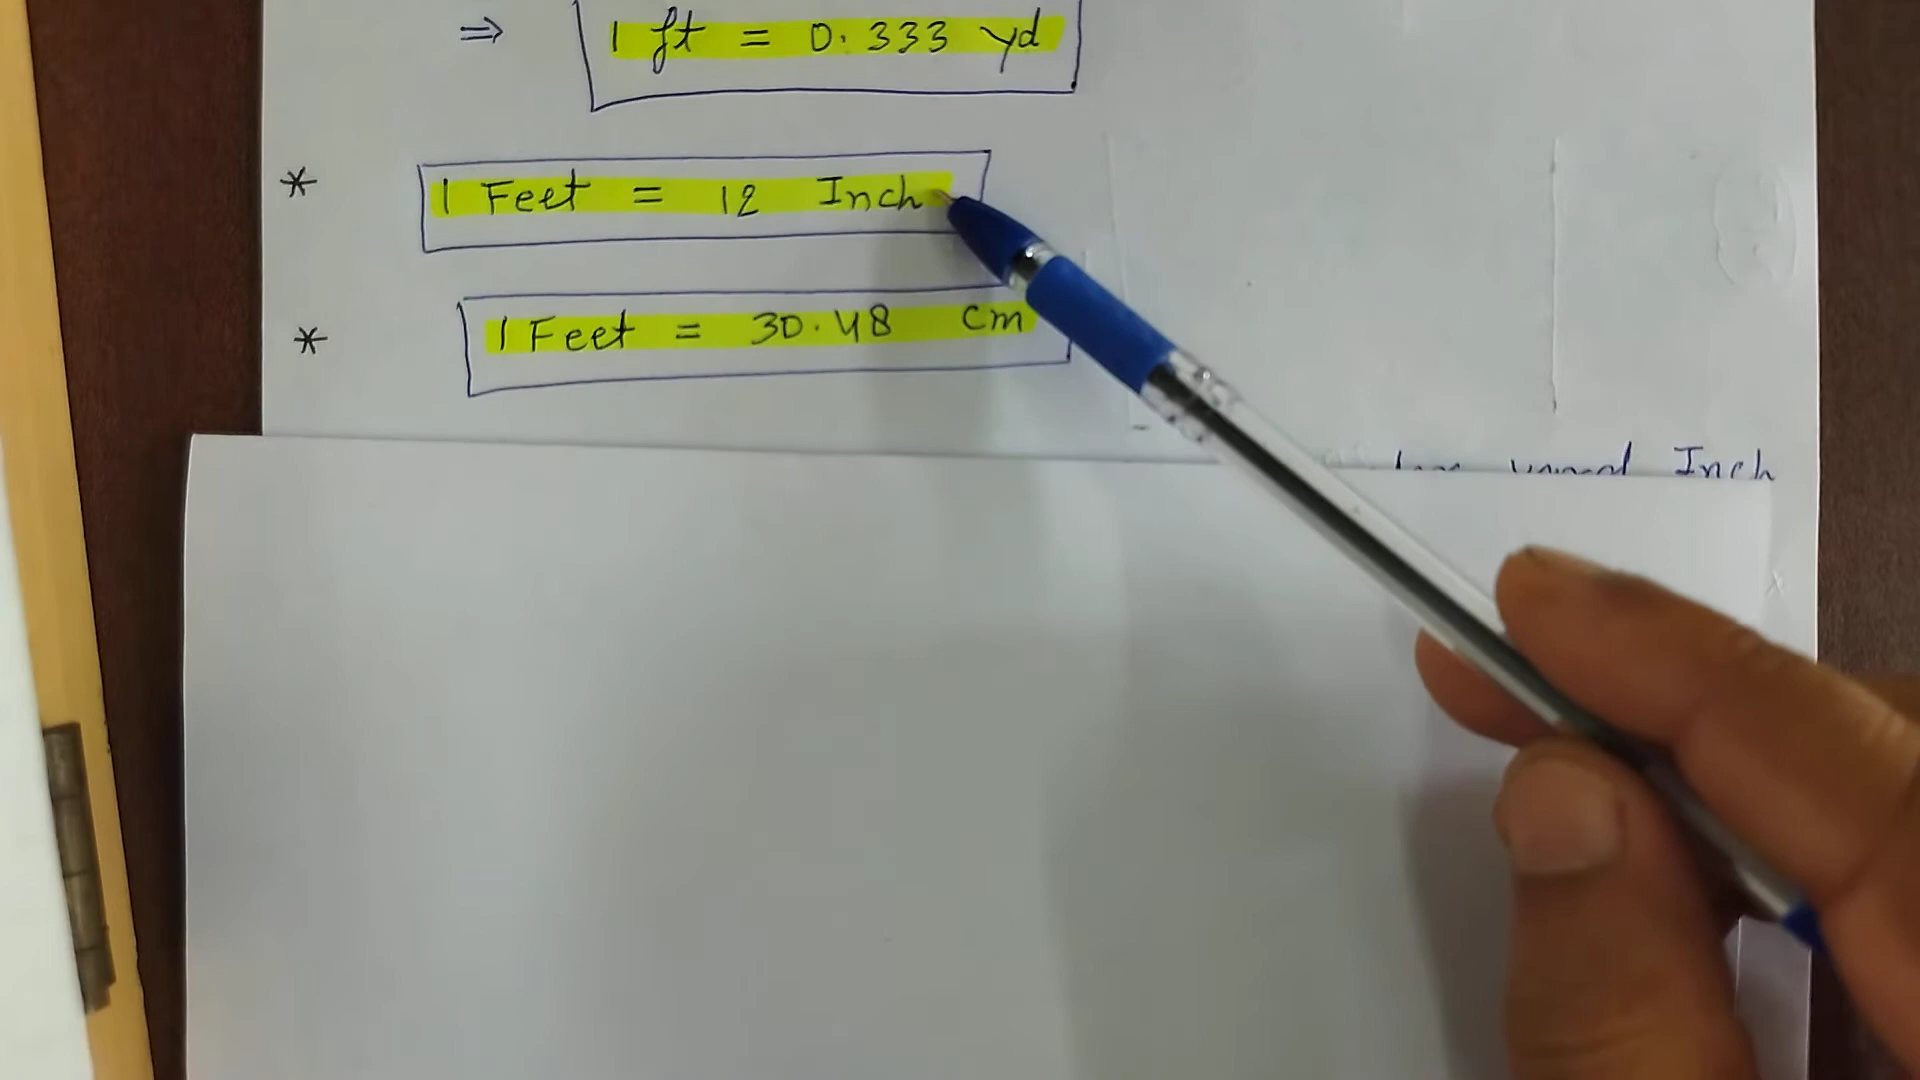 ⇒ 1 ft = 0.333 yd
* 1 Feet = 12 Inch
* 1 Feet = 30.48 Cm
Inch